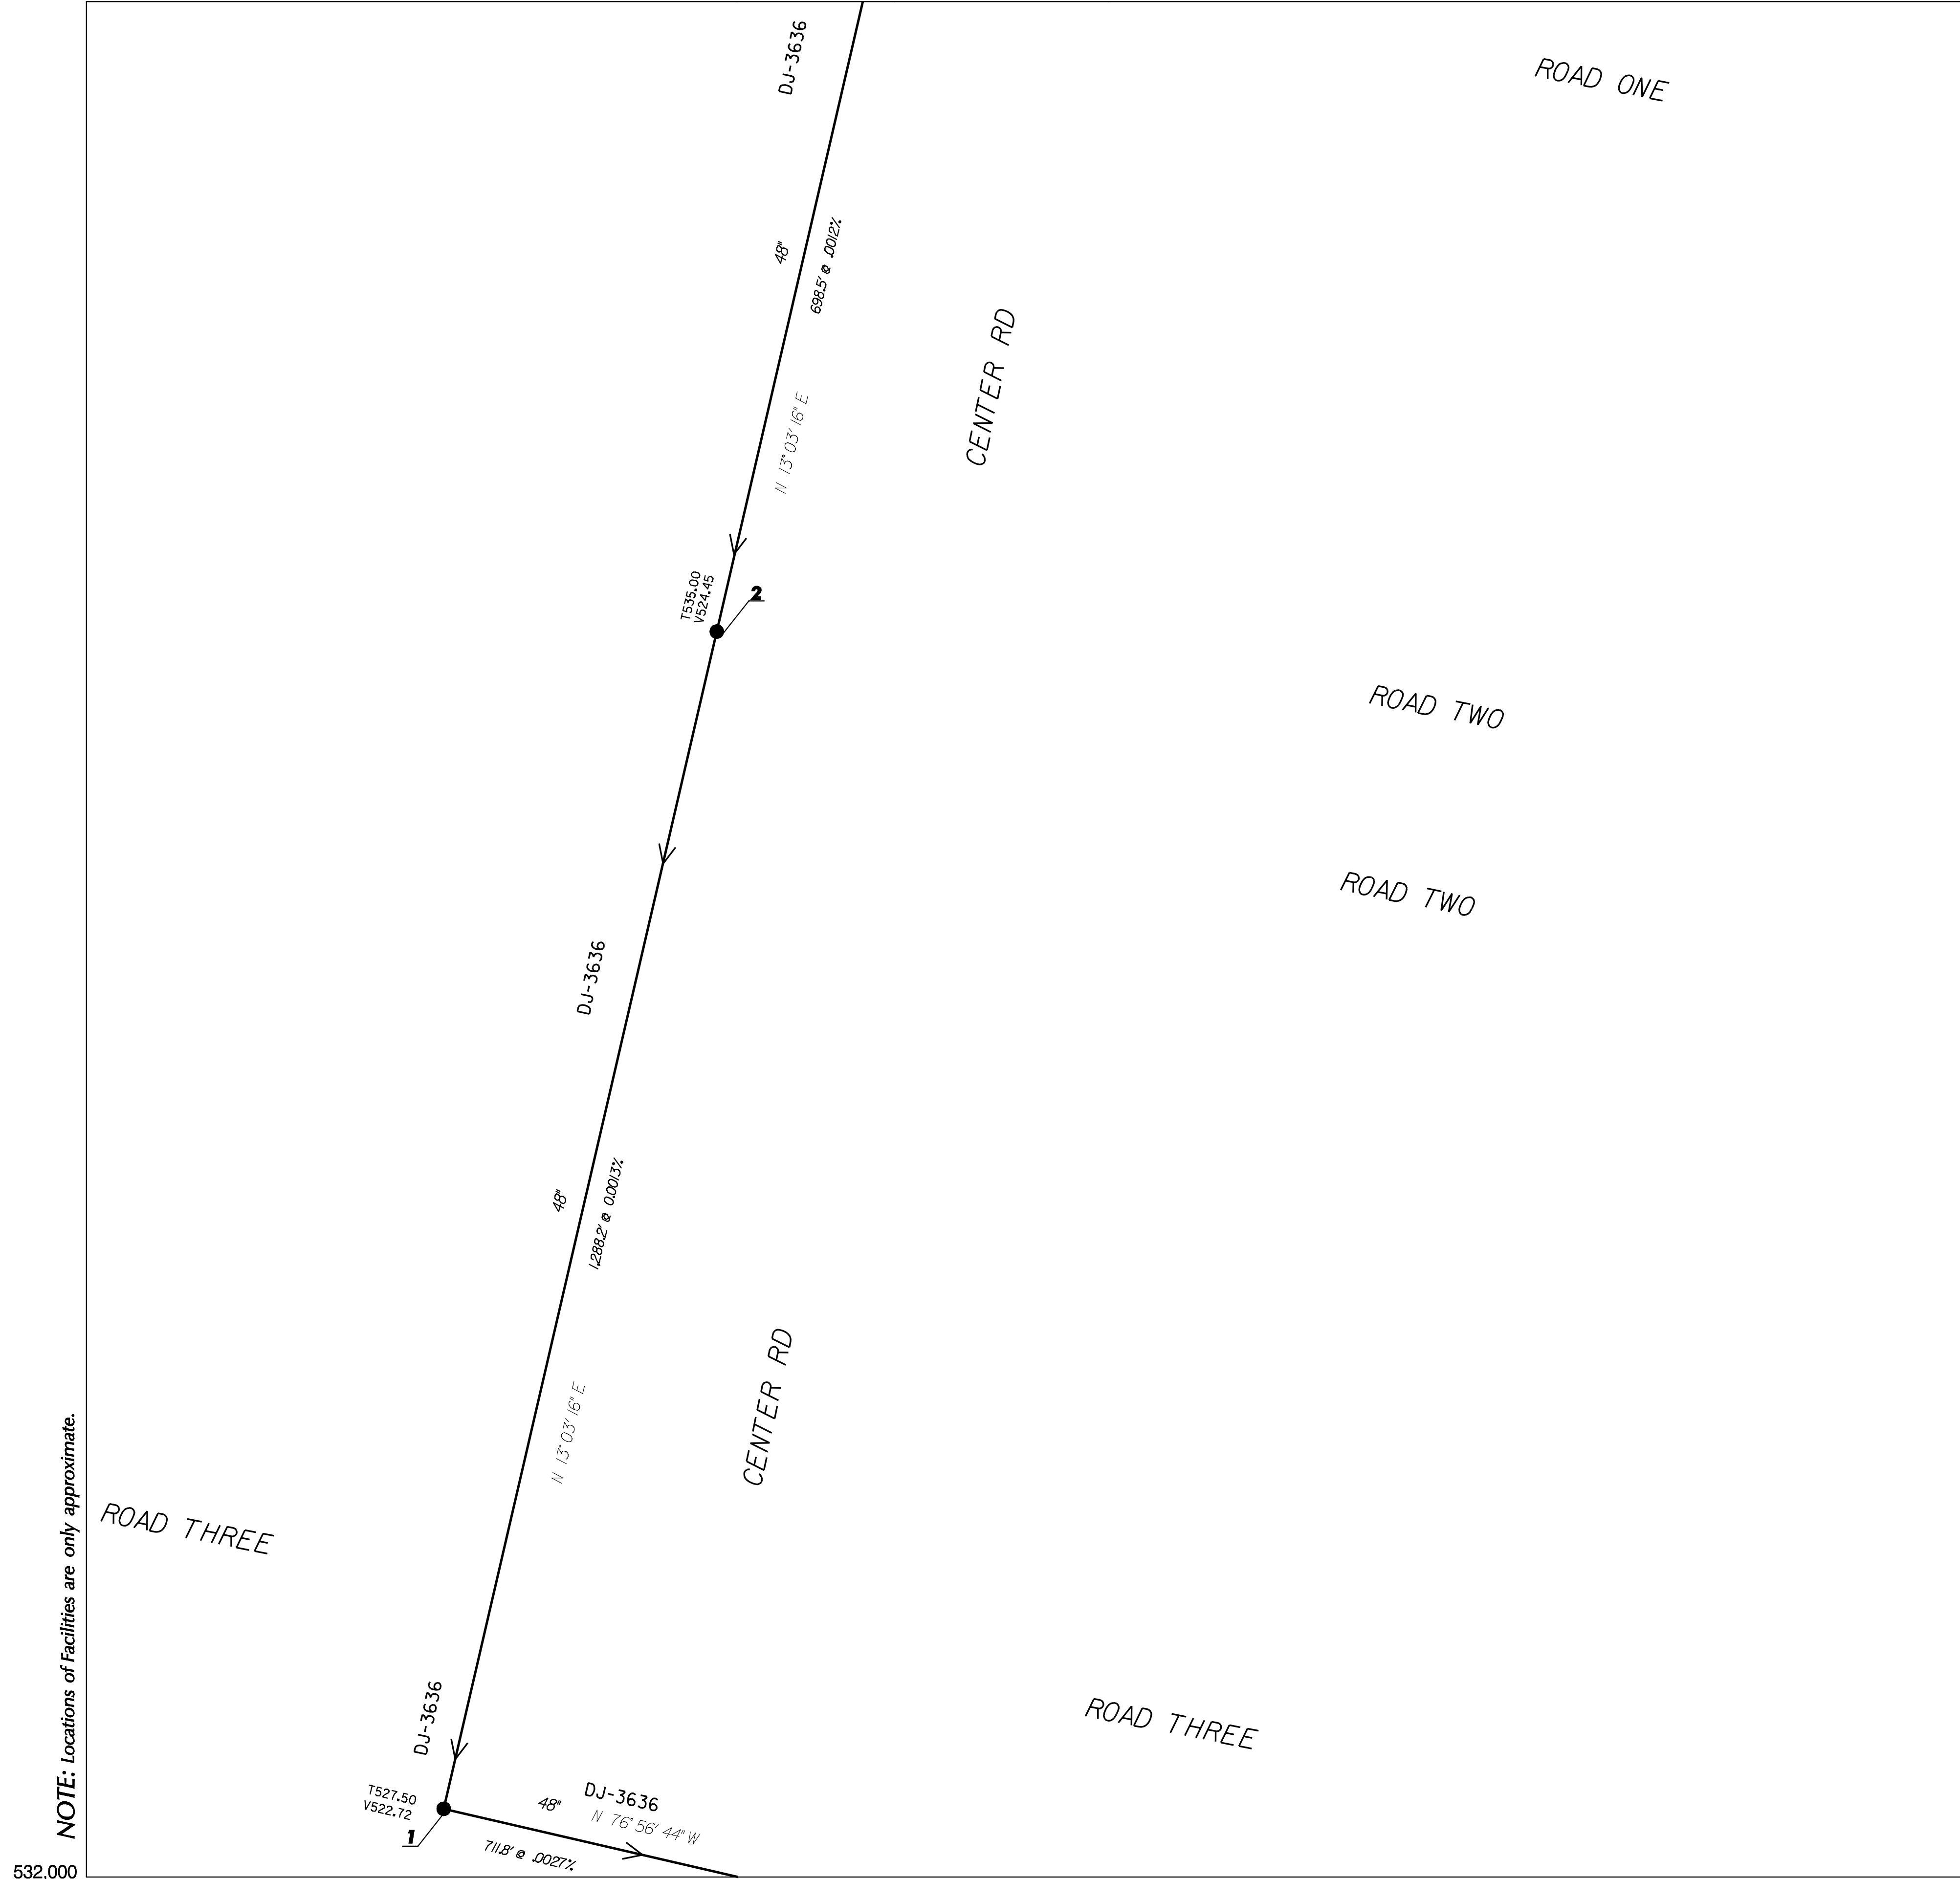 DJ-3636
ROAD ONE
48"
698.5' @ .0012%
CENTER RD
N 13° 03' 16" E
T535.00
V524.45
2
ROAD TWO
ROAD TWO
DJ-3636
48"
1,288.2' @ 0.0013%
CENTER RD
N 13° 03' 16" E
NOTE: Locations of Facilities are only approximate.
ROAD THREE
DJ-3636
ROAD THREE
T527.50
V522.72
1
48"
DJ-3636
N 76° 56' 44" W
711.8' @ .0027%
532.000